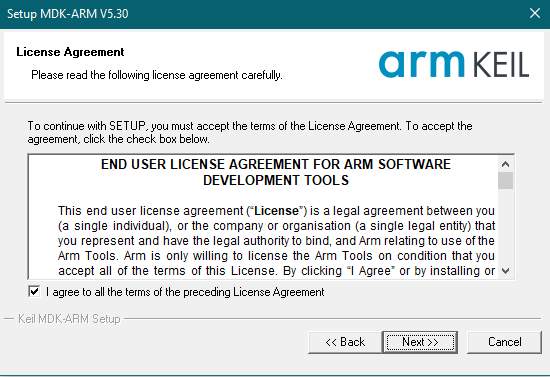 Setup MDK-ARM V5.30
License Agreement
Please read the following license agreement carefully.
arm KEIL
To continue with SETUP, you must accept the terms of the License Agreement. To accept the
agreement, click the check box below.
END USER LICENSE AGREEMENT FOR ARM SOFTWARE
DEVELOPMENT TOOLS
This end user license agreement (“License”) is a legal agreement between you
(a single individual), or the company or organisation (a single legal entity) that
you represent and have the legal authority to bind, and Arm relating to use of the
Arm Tools. Arm is only willing to license the Arm Tools on condition that you
accept all of the terms of this License. By clicking “I Agree” or by installing or
I agree to all the terms of the preceding License Agreement
Keil MDK-ARM Setup
<< Back
Next >>
Cancel